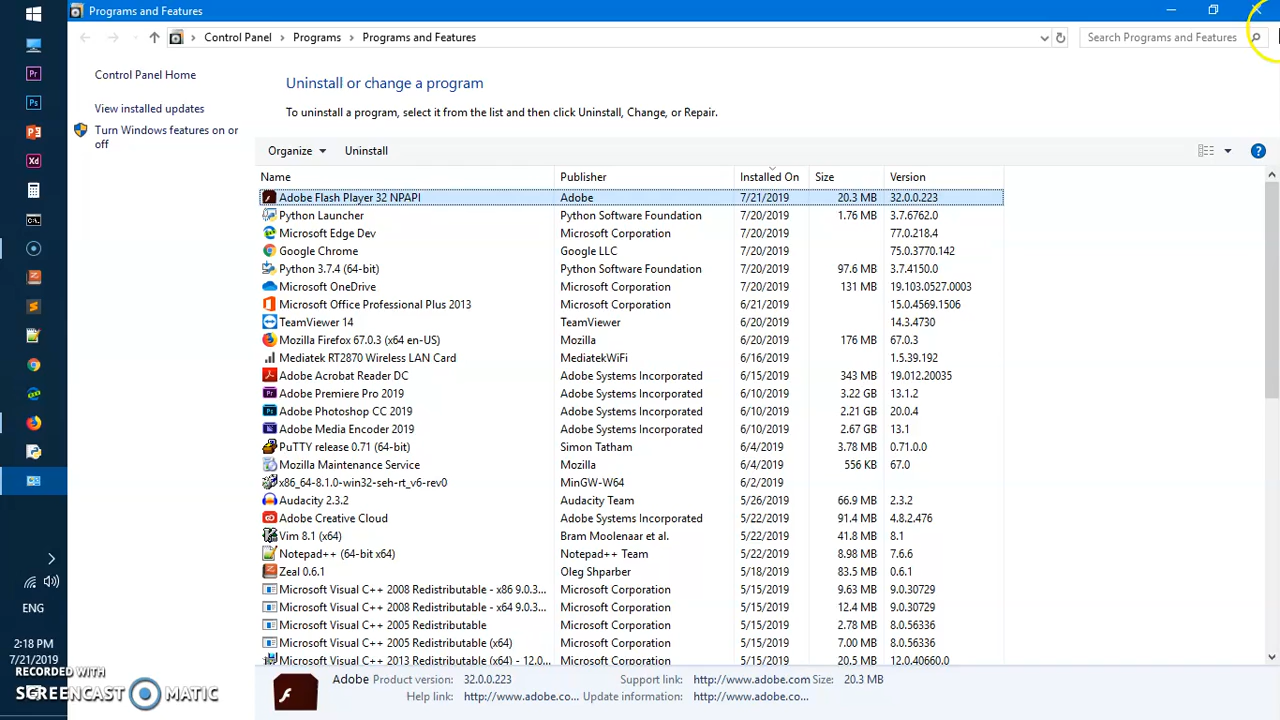 Programs and Features
Control Panel > Programs > Programs and Features
Search Programs and Features
Control Panel Home
View installed updates
Turn Windows features on or off
Uninstall or change a program
To uninstall a program, select it from the list and then click Uninstall, Change, or Repair.
Organize Uninstall
Name Publisher Installed On Size Version
Adobe Flash Player 32 NPAPI Adobe 7/21/2019 20.3 MB 32.0.0.223
Python Launcher Python Software Foundation 7/20/2019 1.76 MB 3.7.6762.0
Microsoft Edge Dev Microsoft Corporation 7/20/2019 77.0.218.4
Google Chrome Google LLC 7/20/2019 75.0.3770.142
Python 3.7.4 (64-bit) Python Software Foundation 7/20/2019 97.6 MB 3.7.4150.0
Microsoft OneDrive Microsoft Corporation 7/20/2019 131 MB 19.103.0527.0003
Microsoft Office Professional Plus 2013 Microsoft Corporation 6/21/2019 15.0.4569.1506
TeamViewer 14 TeamViewer 6/20/2019 14.3.4730
Mozilla Firefox 67.0.3 (x64 en-US) Mozilla 6/20/2019 176 MB 67.0.3
Mediatek RT2870 Wireless LAN Card MediatekWiFi 6/16/2019 1.5.39.192
Adobe Acrobat Reader DC Adobe Systems Incorporated 6/15/2019 343 MB 19.012.20035
Adobe Premiere Pro 2019 Adobe Systems Incorporated 6/10/2019 3.22 GB 13.1.2
Adobe Photoshop CC 2019 Adobe Systems Incorporated 6/10/2019 2.21 GB 20.0.4
Adobe Media Encoder 2019 Adobe Systems Incorporated 6/10/2019 2.67 GB 13.1
PuTTY release 0.71 (64-bit) Simon Tatham 6/4/2019 3.78 MB 0.71.0.0
Mozilla Maintenance Service Mozilla 6/4/2019 556 KB 67.0
x86_64-8.1.0-win32-seh-rt_v6-rev0 MinGW-W64 6/2/2019
Audacity 2.3.2 Audacity Team 5/26/2019 66.9 MB 2.3.2
Adobe Creative Cloud Adobe Systems Incorporated 5/22/2019 91.4 MB 4.8.2.476
Vim 8.1 (x64) Bram Moolenaar et al. 5/22/2019 41.8 MB 8.1
Notepad++ (64-bit x64) Notepad++ Team 5/22/2019 8.98 MB 7.6.6
Zeal 0.6.1 Oleg Shparber 5/18/2019 83.5 MB 0.6.1
Microsoft Visual C++ 2008 Redistributable - x86 9.0.3... Microsoft Corporation 5/15/2019 9.63 MB 9.0.30729
Microsoft Visual C++ 2008 Redistributable - x64 9.0.3... Microsoft Corporation 5/15/2019 12.4 MB 9.0.30729
Microsoft Visual C++ 2005 Redistributable Microsoft Corporation 5/15/2019 2.78 MB 8.0.56336
Microsoft Visual C++ 2005 Redistributable (x64) Microsoft Corporation 5/15/2019 7.00 MB 8.0.56336
Microsoft Visual C++ 2013 Redistributable (x64) - 12.0... Microsoft Corporation 5/15/2019 20.5 MB 12.0.40660.0
Adobe Product version: 32.0.0.223 Support link: http://www.adobe.com Size: 20.3 MB
Help link: http://www.adobe.co... Update information: http://www.adobe.co...
Pr
Ps
Xd
ENG
2:18 PM
7/21/2019
RECORDED WITH
SCREENCAST MATIC